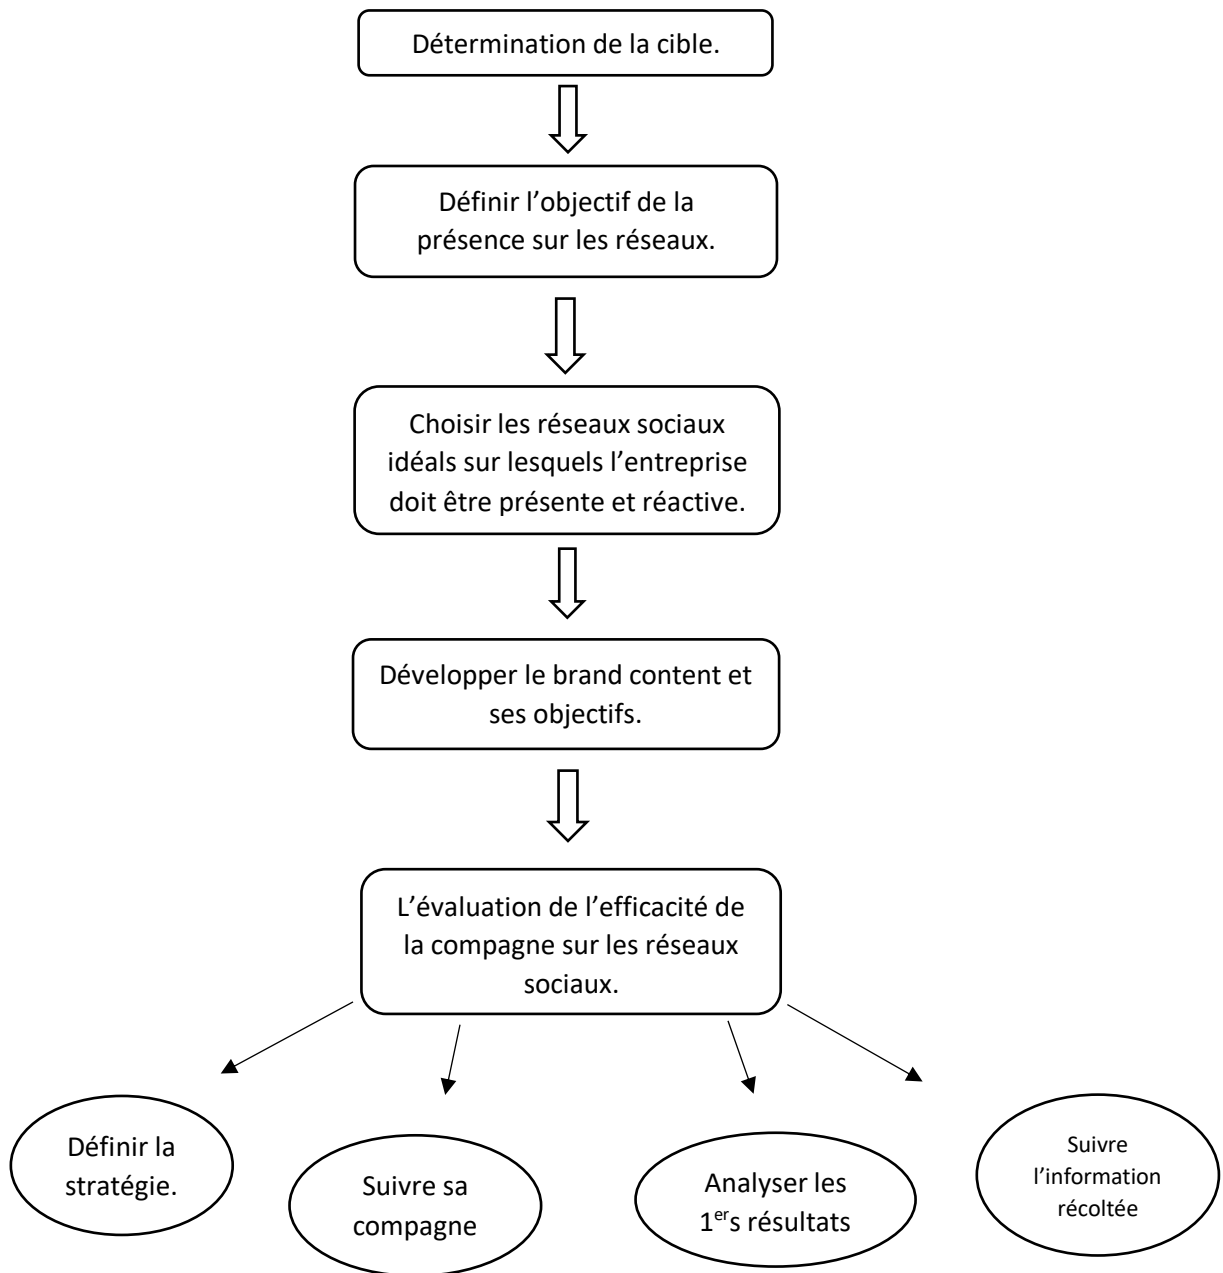 Détermination de la cible.
Définir l’objectif de la
présence sur les réseaux.
Choisir les réseaux sociaux
idéals sur lesquels l’entreprise
doit être présente et réactive.
Développer le brand content et
ses objectifs.
L’évaluation de l’efficacité de
la compagne sur les réseaux
sociaux.
Définir la
stratégie.
Suivre sa
compagne
Analyser les
1ers résultats
Suivre
l’information
récoltée